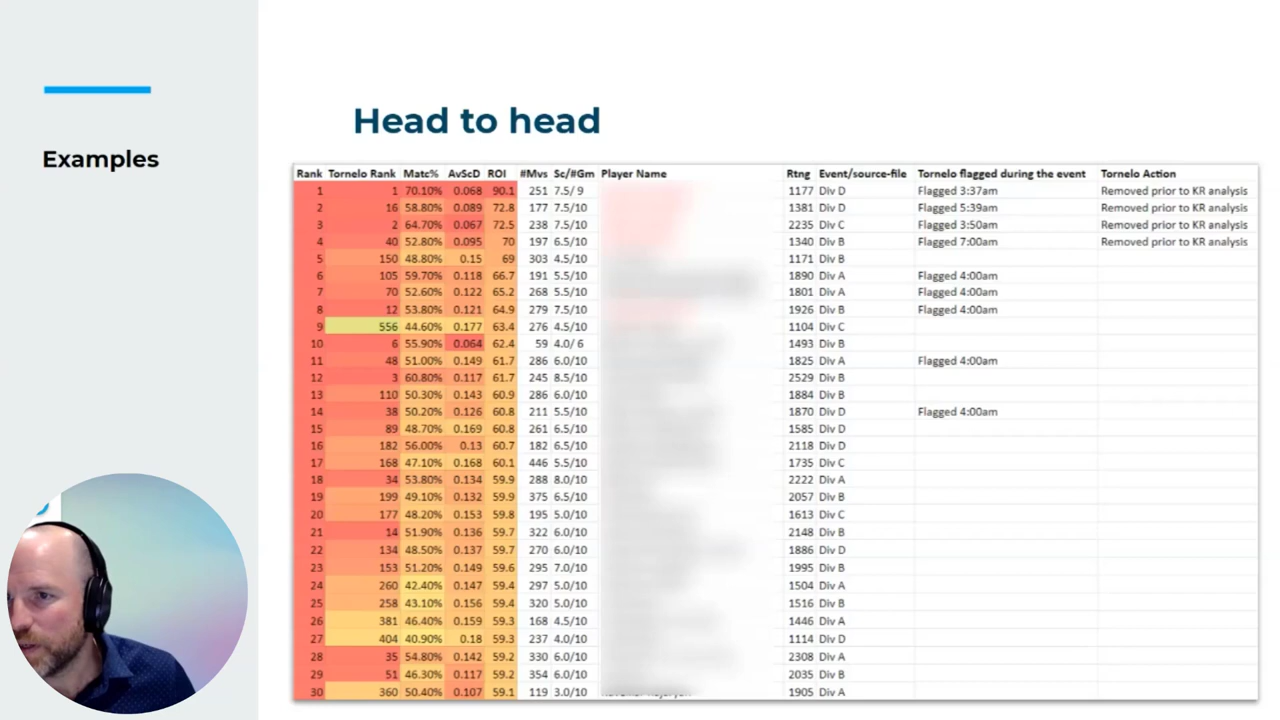 Examples
Head to head
Rank Tornelo Rank Matc% AvScD ROI #Mvs Sc/#Gm Player Name Rtng Event/source-file Tornelo flagged during the event Tornelo Action
1 1 70.10% 0.068 90.1 251 7.5/ 9 1177 Div D Flagged 3:37am Removed prior to KR analysis
2 16 58.80% 0.089 72.8 177 7.5/10 1381 Div D Flagged 5:39am Removed prior to KR analysis
3 2 64.70% 0.067 72.5 238 7.5/10 2235 Div C Flagged 3:50am Removed prior to KR analysis
4 40 52.80% 0.095 70 197 6.5/10 1340 Div B Flagged 7:00am Removed prior to KR analysis
5 150 48.80% 0.15 69 303 4.5/10 1171 Div B
6 105 59.70% 0.118 66.7 191 5.5/10 1890 Div A Flagged 4:00am
7 70 52.60% 0.122 65.2 268 5.5/10 1801 Div A Flagged 4:00am
8 12 53.80% 0.121 64.9 279 7.5/10 1926 Div B Flagged 4:00am
9 556 44.60% 0.177 63.4 276 4.5/10 1104 Div C
10 6 55.90% 0.064 62.4 59 4.0/ 6 1493 Div B
11 48 51.00% 0.149 61.7 286 6.0/10 1825 Div A Flagged 4:00am
12 3 60.80% 0.117 61.7 245 8.5/10 2529 Div B
13 110 50.30% 0.143 60.9 286 6.0/10 1884 Div B
14 38 50.20% 0.126 60.8 211 5.5/10 1870 Div D Flagged 4:00am
15 89 48.70% 0.169 60.8 261 6.5/10 1585 Div D
16 182 56.00% 0.13 60.7 182 6.5/10 2118 Div D
17 168 47.10% 0.168 60.1 446 5.5/10 1735 Div C
18 34 53.80% 0.134 59.9 288 8.0/10 2222 Div A
19 199 49.10% 0.132 59.9 375 6.5/10 2057 Div B
20 177 48.20% 0.153 59.8 195 5.0/10 1613 Div C
21 14 51.90% 0.136 59.7 322 6.0/10 2148 Div B
22 134 48.50% 0.137 59.7 270 6.0/10 1886 Div D
23 153 51.20% 0.149 59.6 295 7.0/10 1995 Div B
24 260 42.40% 0.147 59.4 297 5.0/10 1504 Div A
25 258 43.10% 0.156 59.4 320 5.0/10 1516 Div B
26 381 46.40% 0.159 59.3 168 4.5/10 1446 Div A
27 404 40.90% 0.18 59.3 237 4.0/10 1114 Div D
28 35 54.80% 0.142 59.2 330 6.0/10 2308 Div A
29 51 46.30% 0.117 59.2 354 6.0/10 2035 Div B
30 360 50.40% 0.107 59.1 119 3.0/10 1905 Div A